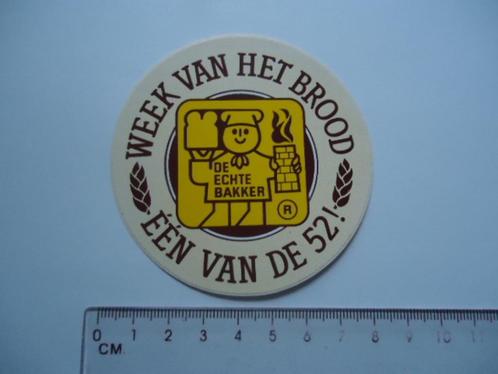 WEEK VAN HET BROOD
DE
ECHTE
BAKKER
R
ÉÉN VAN DE 52!
0 1 2 3 4 5 6 7 8 9 10 11
CM